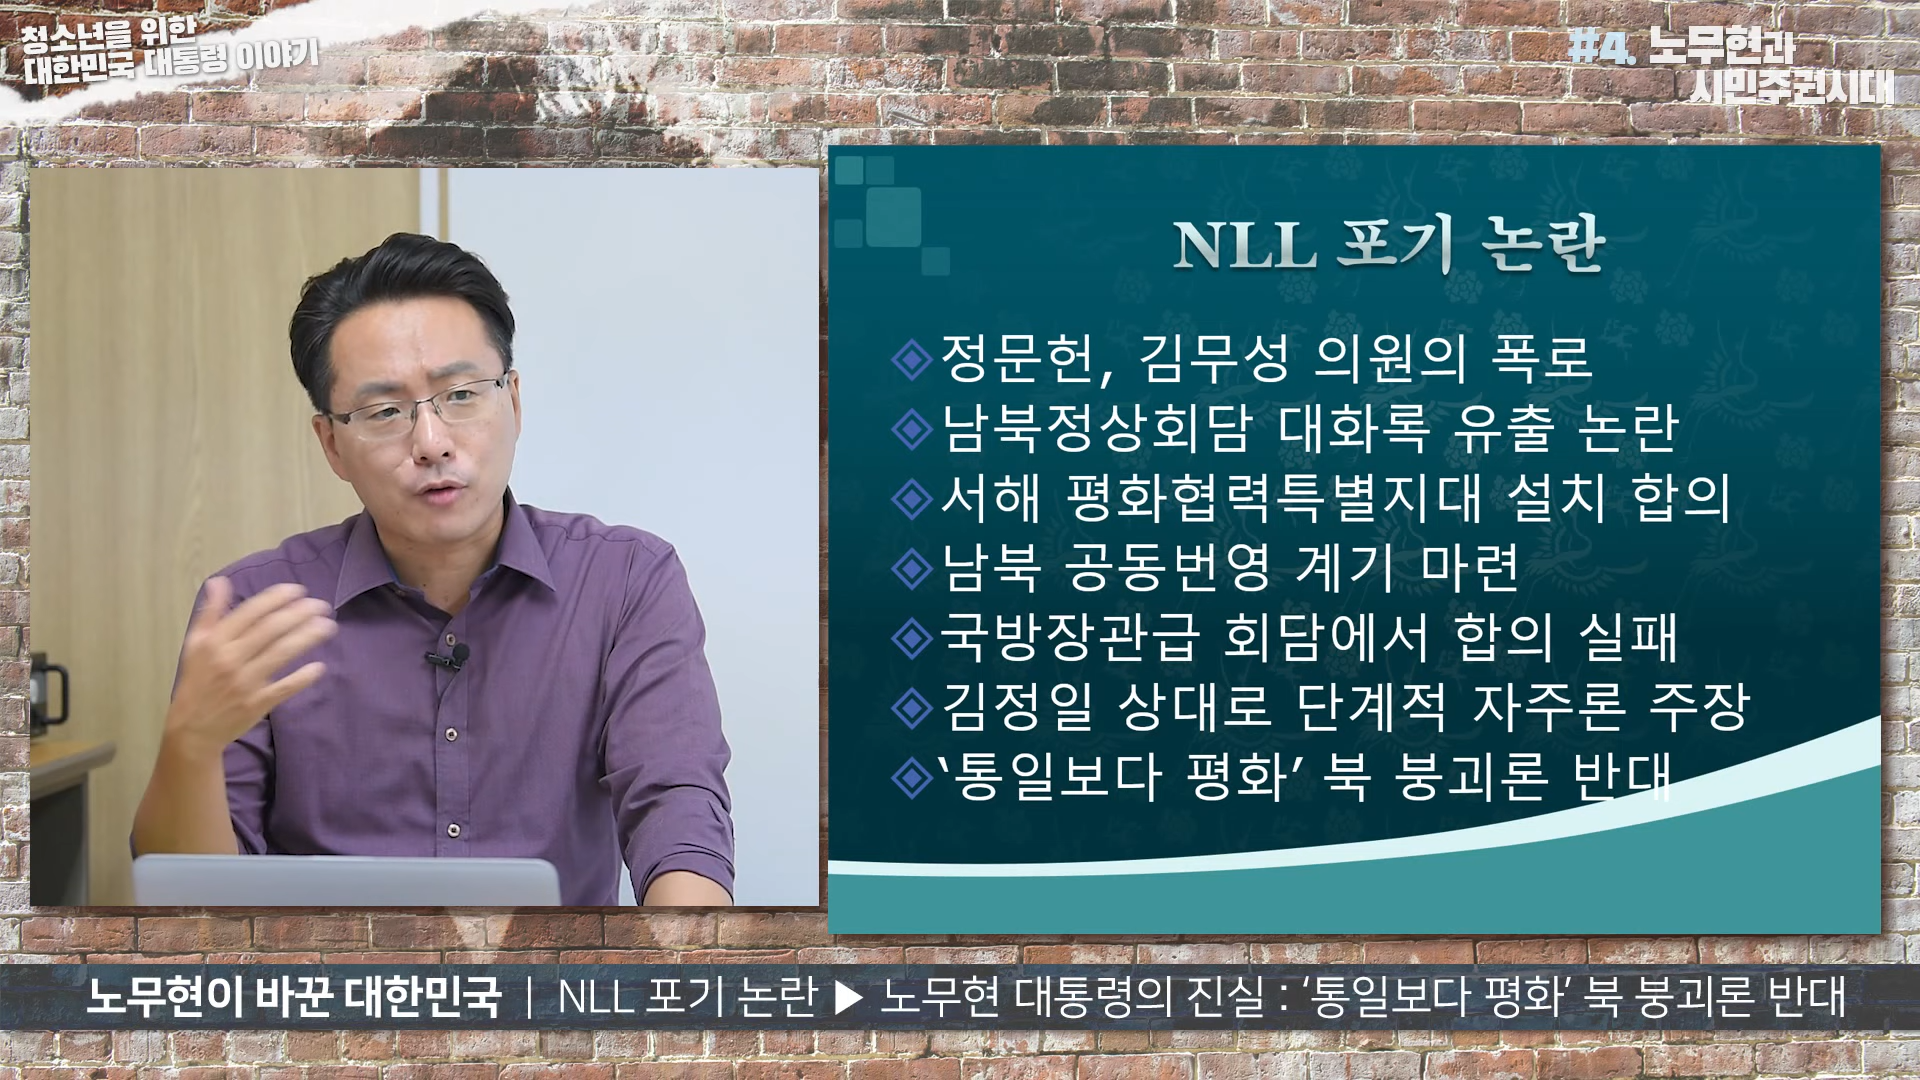 청소년을 위한
대한민국 대통령 이야기
#4. 노무현과
시민주권시대
NLL 포기 논란
정문헌, 김무성 의원의 폭로
남북정상회담 대화록 유출 논란
서해 평화협력특별지대 설치 합의
남북 공동번영 계기 마련
국방장관급 회담에서 합의 실패
김정일 상대로 단계적 자주론 주장
‘통일보다 평화’ 북 붕괴론 반대
노무현이 바꾼 대한민국 | NLL 포기 논란 ▶ 노무현 대통령의 진실 : ‘통일보다 평화’ 북 붕괴론 반대